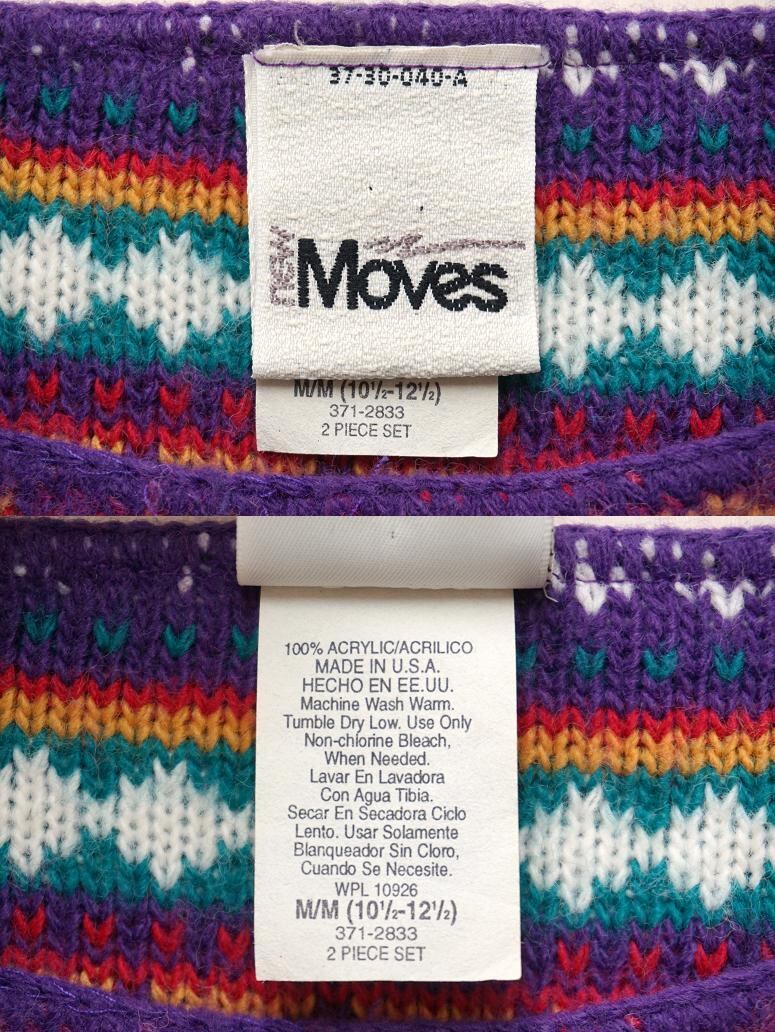 37-30-040-A
new
Moves
M/M (10½-12½)
371-2833
2 PIECE SET
100% ACRYLIC/ACRILICO
MADE IN U.S.A.
HECHO EN EE.UU.
Machine Wash Warm.
Tumble Dry Low. Use Only
Non-chlorine Bleach,
When Needed.
Lavar En Lavadora
Con Agua Tibia.
Secar En Secadora Ciclo
Lento. Usar Solamente
Blanqueador Sin Cloro,
Cuando Se Necesite.
WPL 10926
M/M (10½-12½)
371-2833
2 PIECE SET